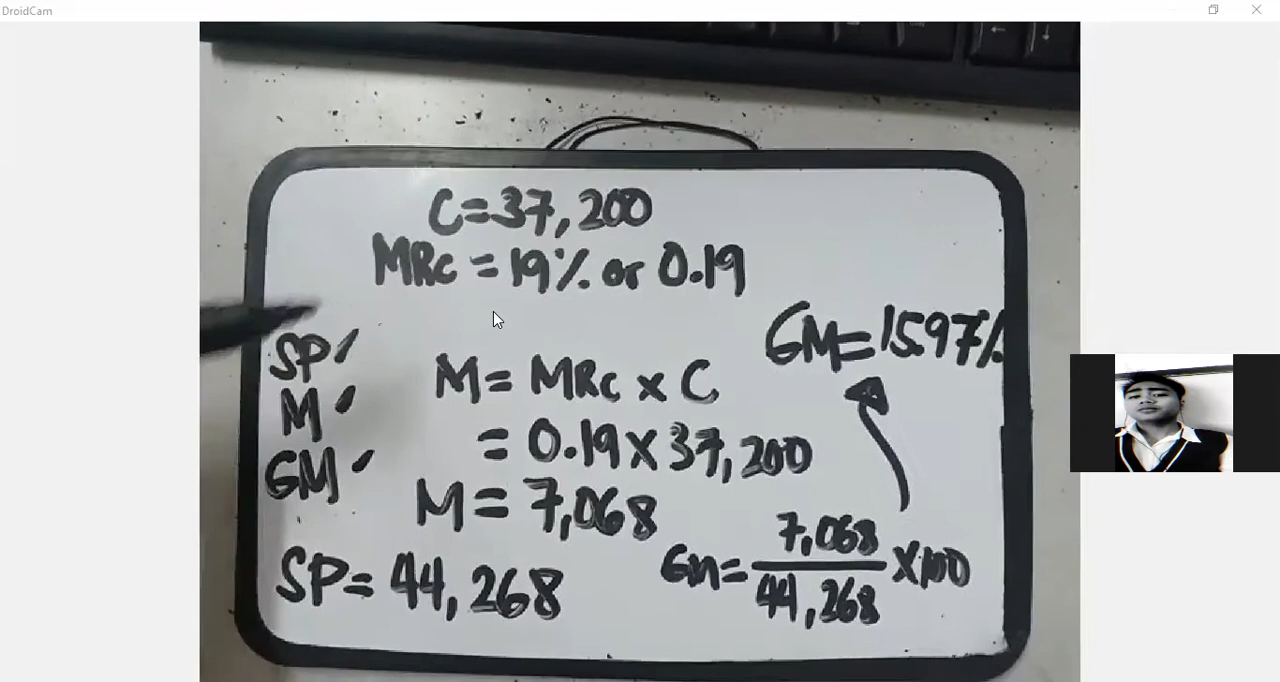 DroidCam
C=37,200
MRc = 19% or 0.19
GM=15.97%
SP
M
GM
M = MRc x C
= 0.19 x 37,200
M = 7,068
SP= 44,268
GM= 7,068
44,268
x100